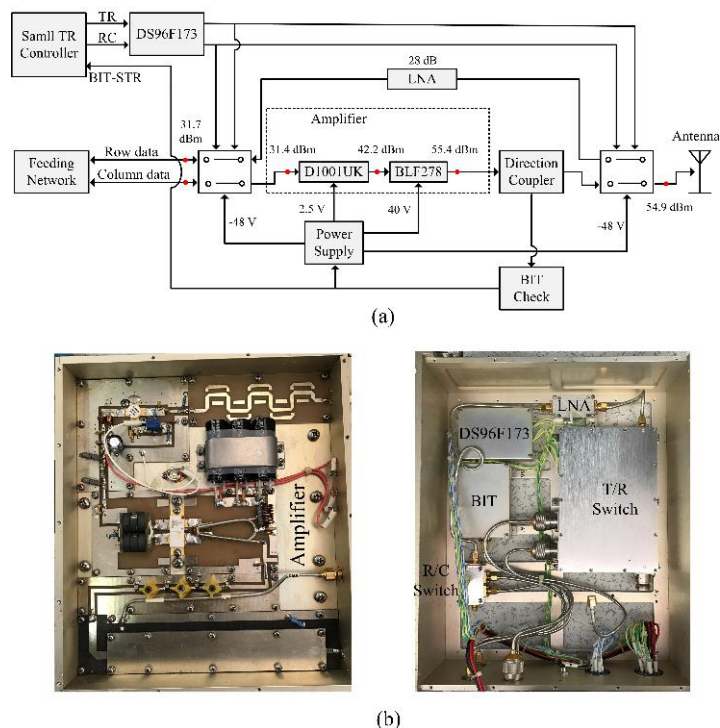 TR
Samll TR
Controller
RC
DS96F173
BIT-STR
28 dB
LNA
Amplifier
31.7
dBm
31.4 dBm
42.2 dBm
55.4 dBm
Antenna
Row data
Feeding
Network
Column data
D1001UK
BLF278
Direction
Coupler
54.9 dBm
-48 V
2.5 V
40 V
-48 V
Power
Supply
BIT
Check
(a)
Amplifier
LNA
DS96F173
T/R
Switch
BIT
R/C
Switch
(b)